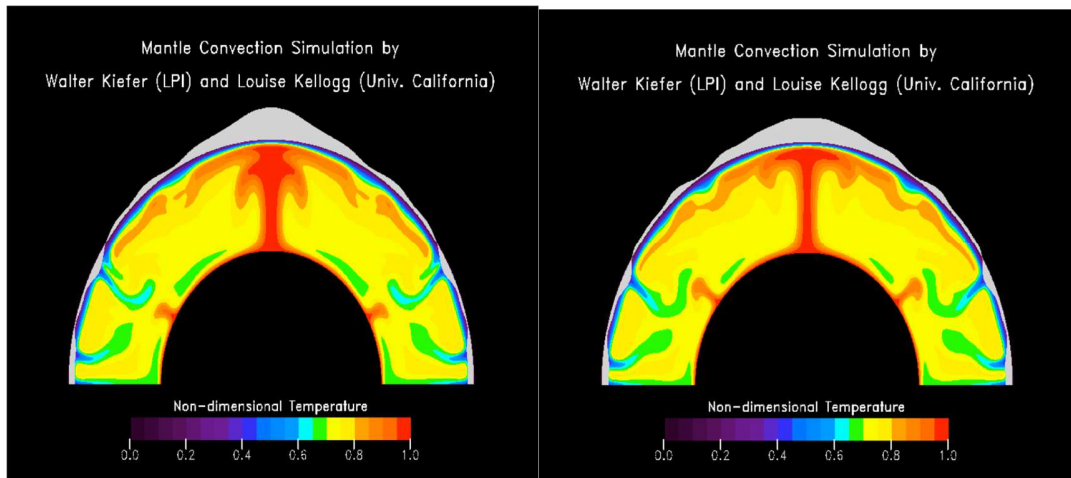 Mantle Convection Simulation by
Walter Kiefer (LPI) and Louise Kellogg (Univ. California)
Non-dimensional Temperature
0.0 0.2 0.4 0.6 0.8 1.0
Mantle Convection Simulation by
Walter Kiefer (LPI) and Louise Kellogg (Univ. California)
Non-dimensional Temperature
0.0 0.2 0.4 0.6 0.8 1.0